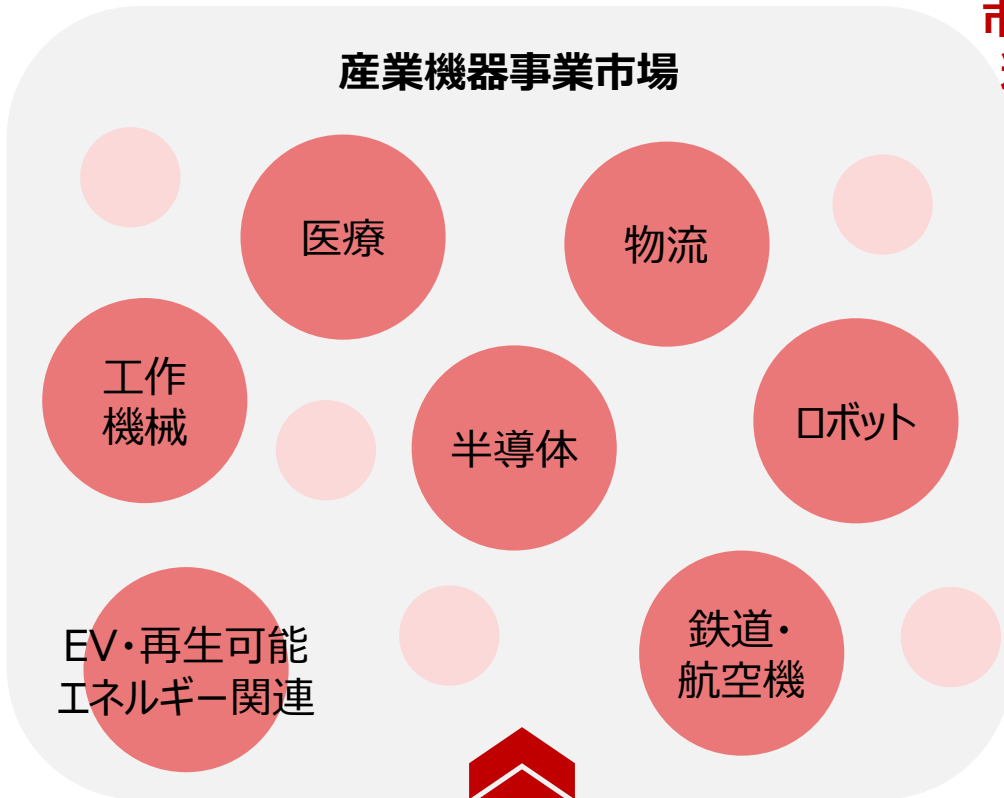 産業機器事業市場
医療
物流
工作
機械
半導体
ロボット
EV・再生可能
エネルギー関連
鉄道・
航空機